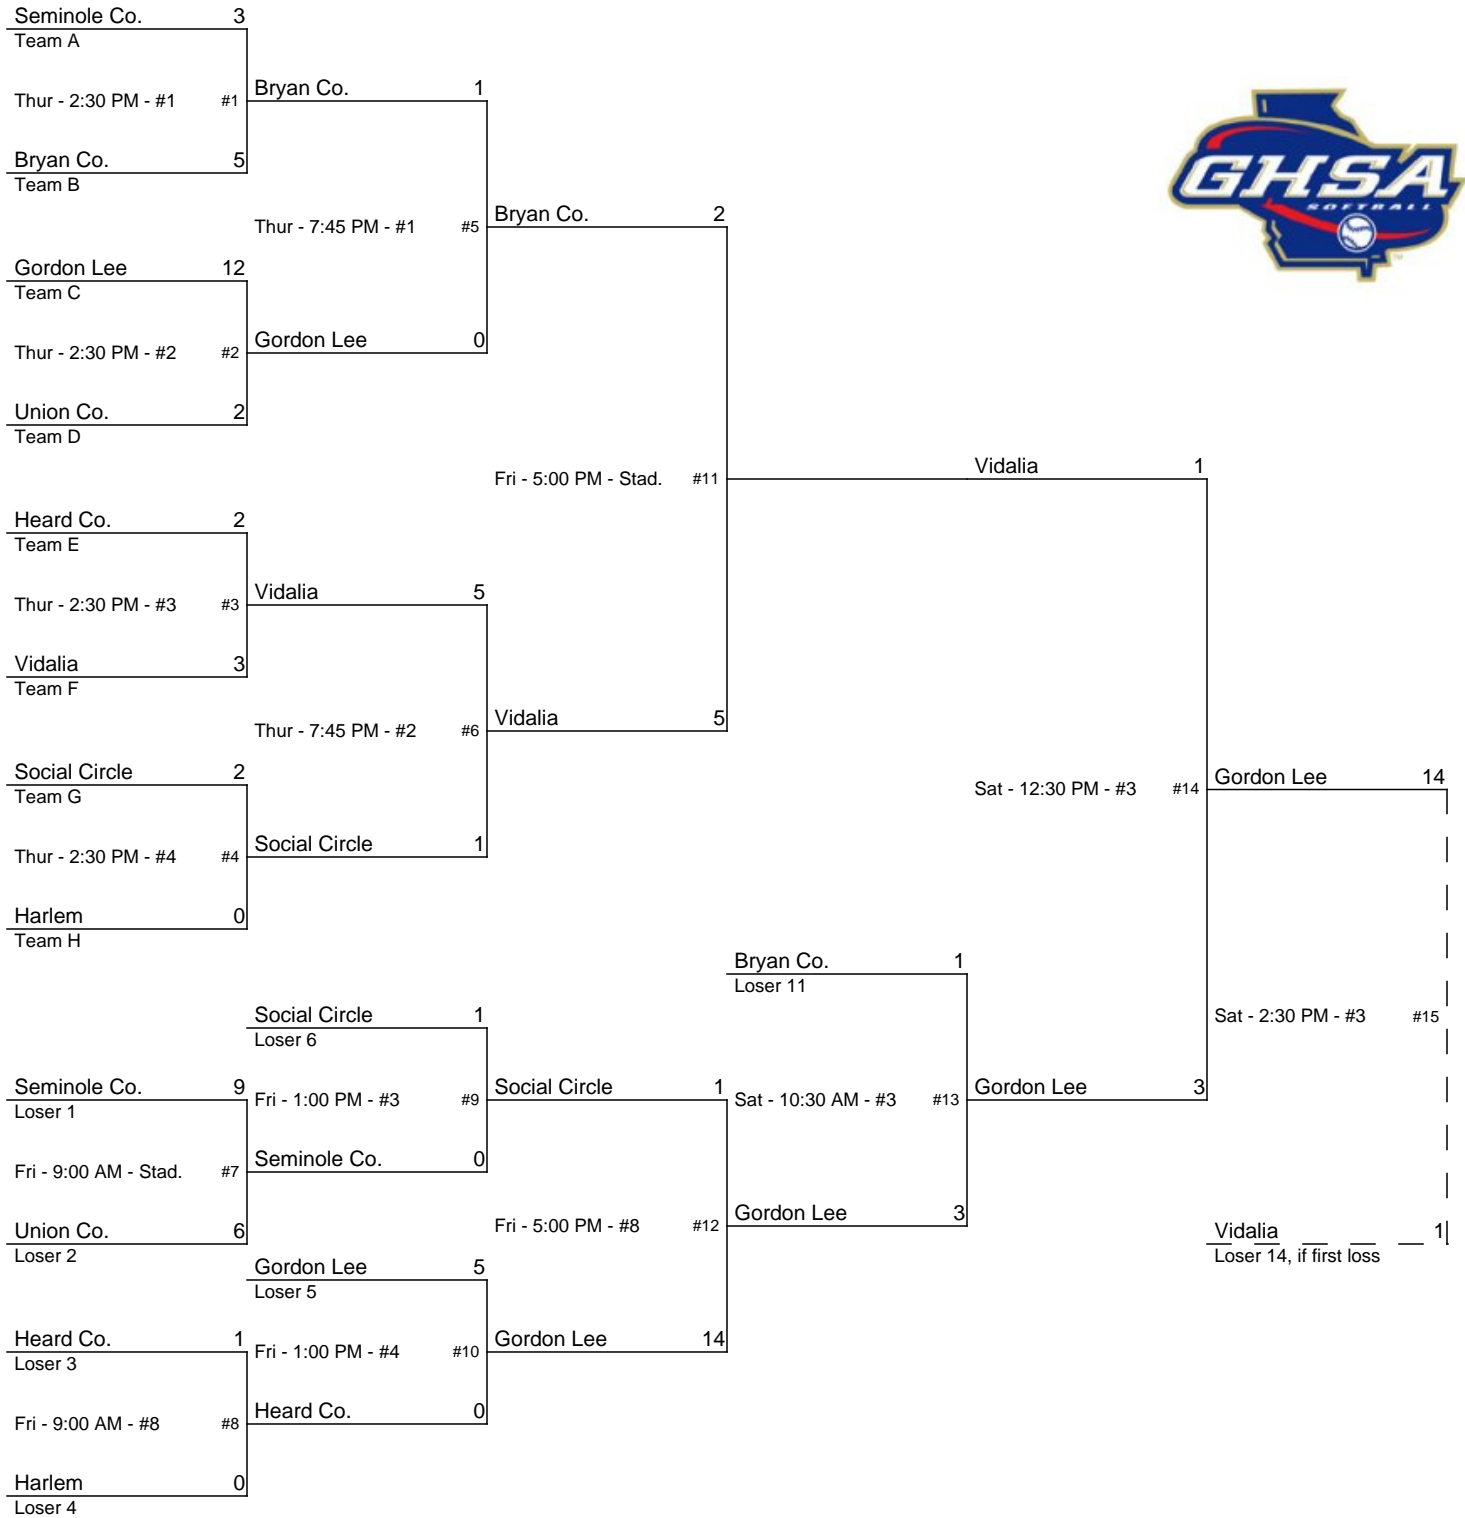 Seminole Co. 3
Team A
Thur - 2:30 PM - #1 #1
Bryan Co. 1
Bryan Co. 5
Team B
Thur - 7:45 PM - #1 #5
Bryan Co. 2
Gordon Lee 12
Team C
Thur - 2:30 PM - #2 #2
Gordon Lee 0
Union Co. 2
Team D
GHSA
SOFTBALL
TM
Fri - 5:00 PM - Stad. #11
Vidalia 1
Heard Co. 2
Team E
Thur - 2:30 PM - #3 #3
Vidalia 5
Vidalia 3
Team F
Thur - 7:45 PM - #2 #6
Vidalia 5
Social Circle 2
Team G
Thur - 2:30 PM - #4 #4
Social Circle 1
Harlem 0
Team H
Sat - 12:30 PM - #3 #14
Gordon Lee 14
Bryan Co. 1
Loser 11
Social Circle 1
Loser 6
Sat - 2:30 PM - #3 #15
Seminole Co. 9
Loser 1
Fri - 1:00 PM - #3 #9
Social Circle 1
Sat - 10:30 AM - #3 #13
Gordon Lee 3
Fri - 9:00 AM - Stad. #7
Seminole Co. 0
Union Co. 6
Loser 2
Fri - 5:00 PM - #8 #12
Gordon Lee 3
Vidalia 1
Loser 14, if first loss
Gordon Lee 5
Loser 5
Heard Co. 1
Loser 3
Fri - 1:00 PM - #4 #10
Gordon Lee 14
Fri - 9:00 AM - #8 #8
Heard Co. 0
Harlem 0
Loser 4